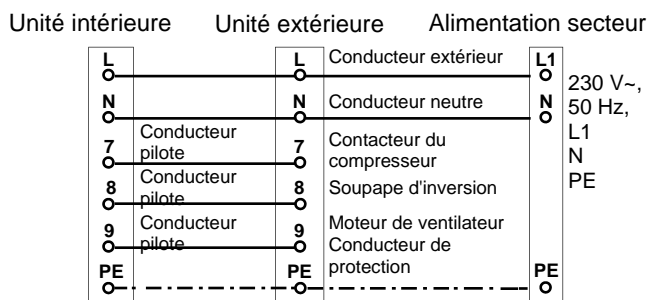 Unité intérieure Unité extérieure Alimentation secteur
L L Conducteur extérieur L1
230 V~,
N N Conducteur neutre N
50 Hz,
L1
N
PE
Conducteur
pilote
7 7 Contacteur du
compresseur
Conducteur
pilote
8 8 Soupape d'inversion
Conducteur
pilote
9 9 Moteur de ventilateur
Conducteur de
protection
PE PE PE